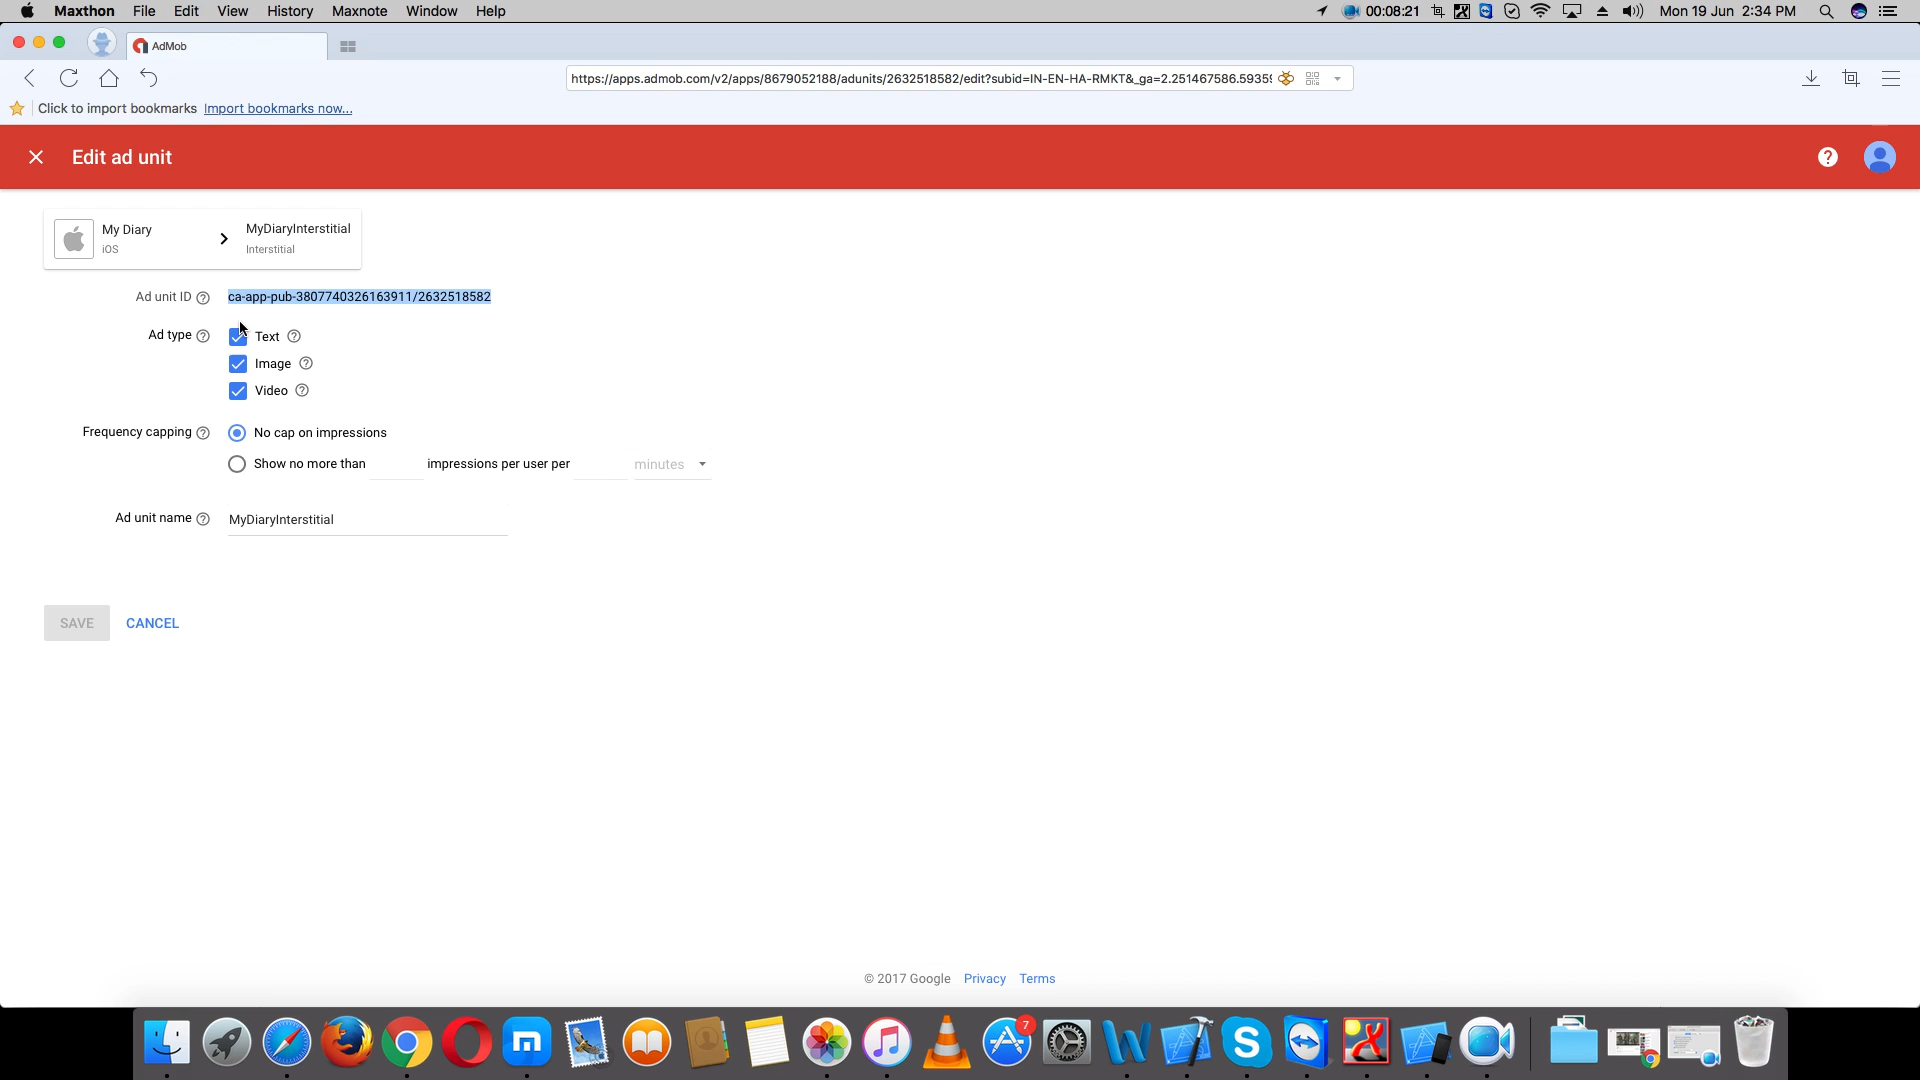 Maxthon File Edit View History Maxnote Window Help 00:08:21 Mon 19 Jun 2:34 PM
AdMob
https://apps.admob.com/v2/apps/8679052188/adunits/2632518582/edit?subid=IN-EN-HA-RMKT&_ga=2.251467586.5935
Click to import bookmarks Import bookmarks now...
Edit ad unit
My Diary
iOS
MyDiaryInterstitial
Interstitial
Ad unit ID ca-app-pub-3807740326163911/2632518582
Ad type Text
Image
Video
Frequency capping No cap on impressions
Show no more than impressions per user per minutes
Ad unit name MyDiaryInterstitial
SAVE CANCEL
© 2017 Google Privacy Terms
7